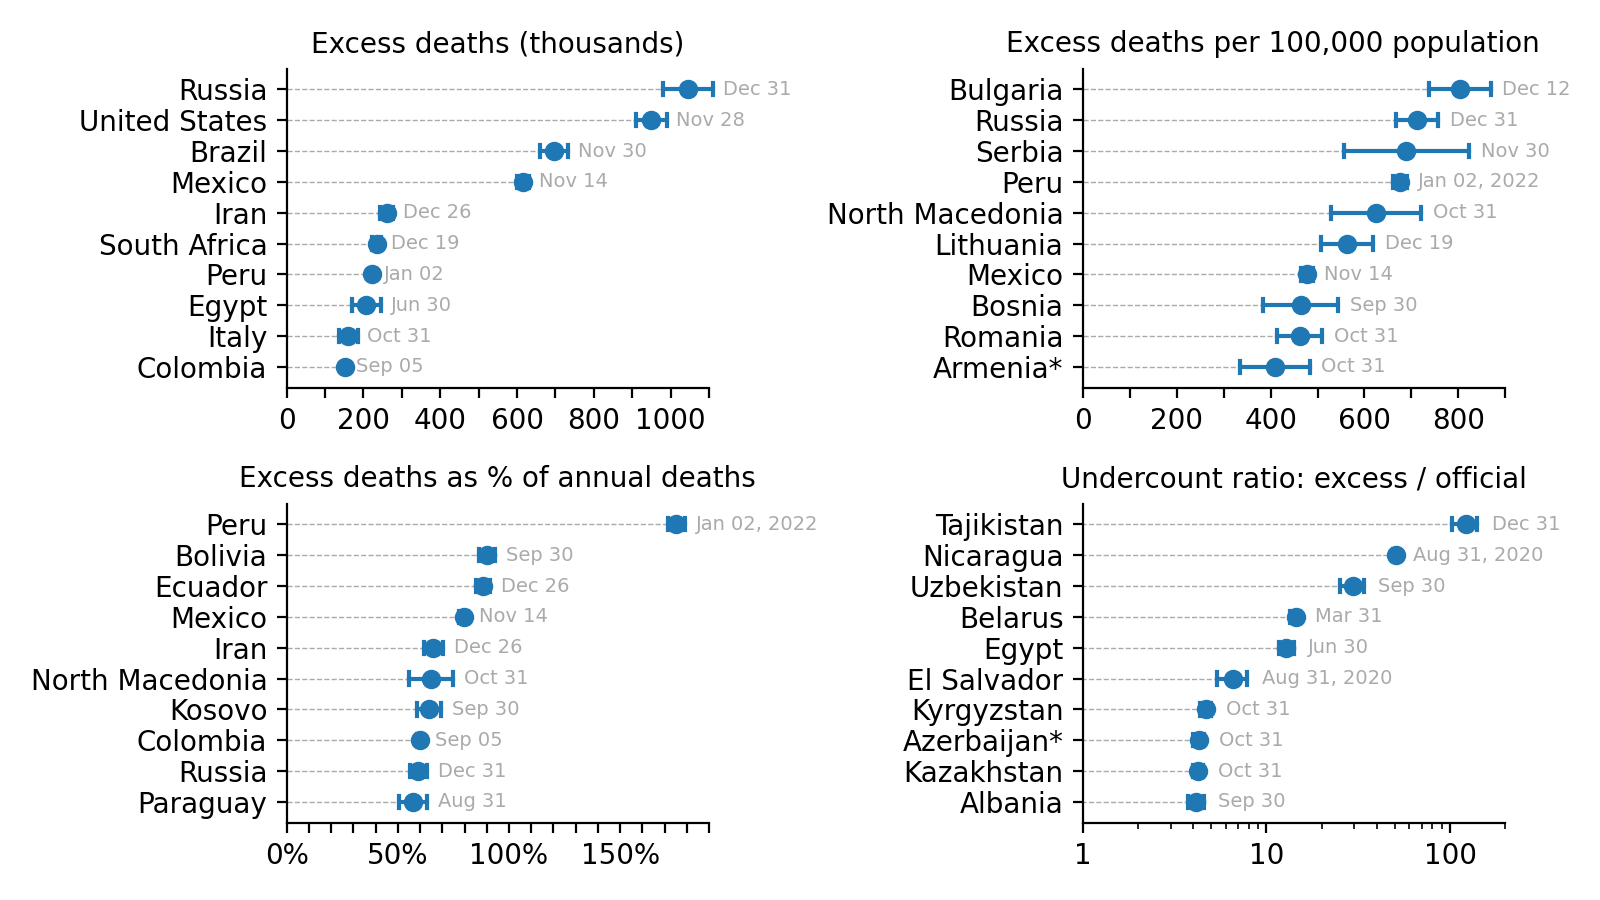 Excess deaths (thousands)
Russia Dec 31
United States Nov 28
Brazil Nov 30
Mexico Nov 14
Iran Dec 26
South Africa Dec 19
Peru Jan 02
Egypt Jun 30
Italy Oct 31
Colombia Sep 05
0 200 400 600 800 1000
Excess deaths per 100,000 population
Bulgaria Dec 12
Russia Dec 31
Serbia Nov 30
Peru Jan 02, 2022
North Macedonia Oct 31
Lithuania Dec 19
Mexico Nov 14
Bosnia Sep 30
Romania Oct 31
Armenia* Oct 31
0 200 400 600 800
Excess deaths as % of annual deaths
Peru Jan 02, 2022
Bolivia Sep 30
Ecuador Dec 26
Mexico Nov 14
Iran Dec 26
North Macedonia Oct 31
Kosovo Sep 30
Colombia Sep 05
Russia Dec 31
Paraguay Aug 31
0% 50% 100% 150%
Undercount ratio: excess / official
Tajikistan Dec 31
Nicaragua Aug 31, 2020
Uzbekistan Sep 30
Belarus Mar 31
Egypt Jun 30
El Salvador Aug 31, 2020
Kyrgyzstan Oct 31
Azerbaijan* Oct 31
Kazakhstan Oct 31
Albania Sep 30
1 10 100